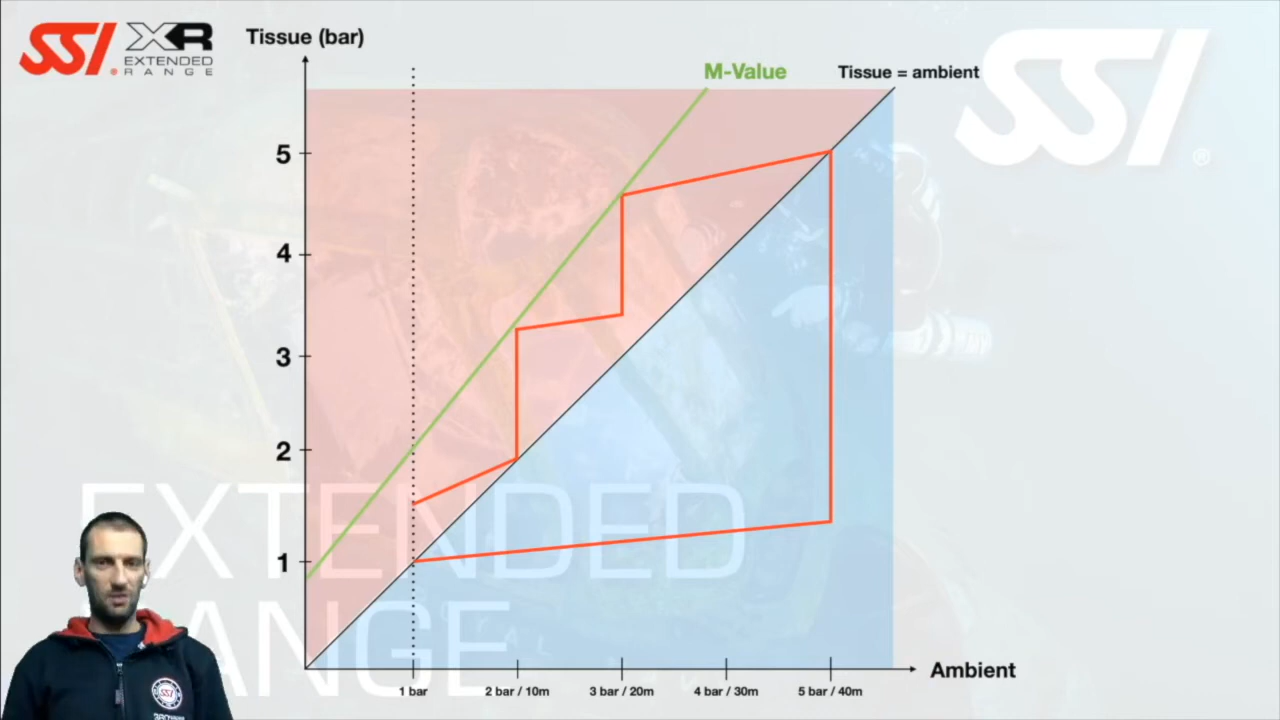 SSI XR
EXTENDED
RANGE
Tissue (bar)
M-Value
Tissue = ambient
SSI
5
4
3
2
1
EXTENDED
RANGE
Ambient
1 bar
2 bar / 10m
3 bar / 20m
4 bar / 30m
5 bar / 40m
SSI